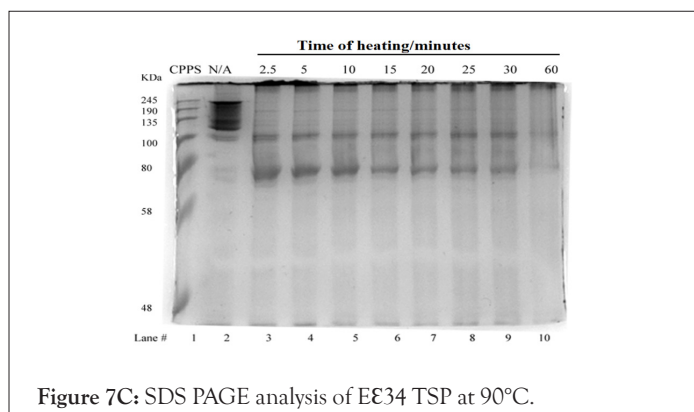 Time of heating/minutes
CPPS N/A 2.5 5 10 15 20 25 30 60
KDa
245
190
135
100
80
58
48
Lane # 1 2 3 4 5 6 7 8 9 10
Figure 7C: SDS PAGE analysis of EƐ34 TSP at 90°C.